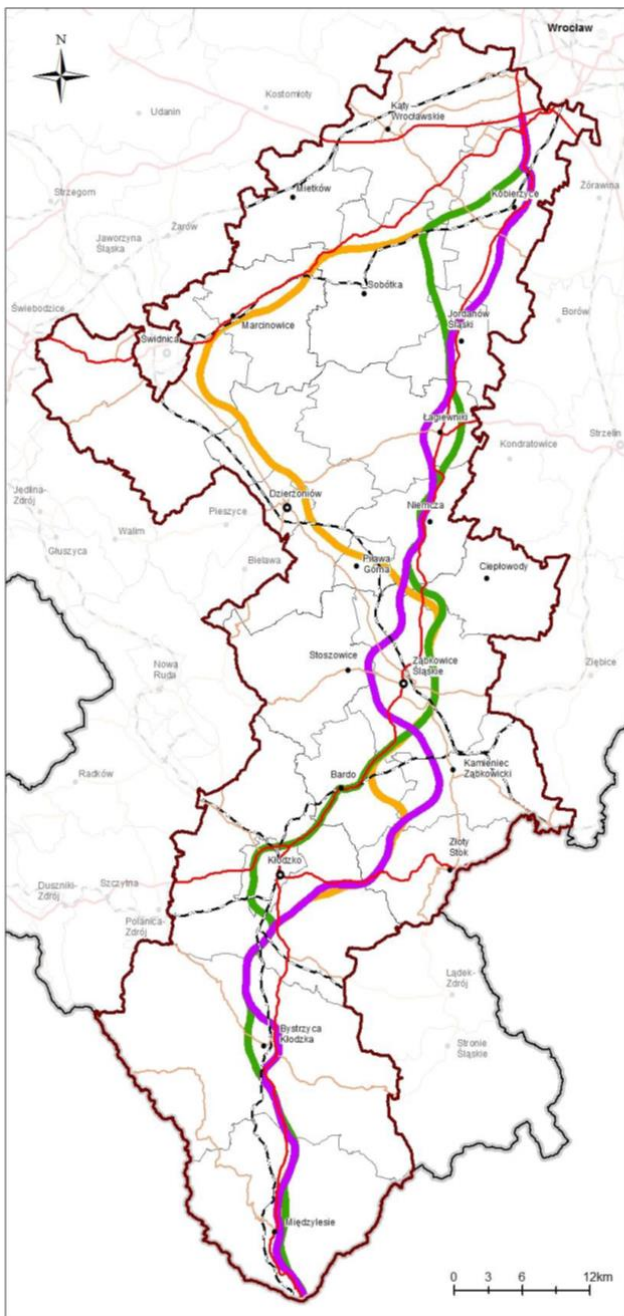 Wrocław
N
Kostomłoty
Udanin
Kąty
Wrocławskie
Żórawina
Strzegom
Mietków
Kobierzyce
Żarów
Jaworzyna
Śląska
Sobótka
Borów
Świebodzice
Marcinowice
Jordanów
Śląski
Świdnica
Łagiewniki
Strzelin
Kondratowice
Jedlina-
Zdrój
Dzierżoniów
Niemcza
Pieszyce
Walim
Głuszyca
Bielawa
Piława
Górna
Ciepłowody
Stoszowice
Ząbkowice
Śląskie
Ziębice
Nowa
Ruda
Radków
Bardo
Kamieniec
Ząbkowicki
Złoty
Stok
Kłodzko
Duszniki-
Zdrój
Szczytna
Polanica-
Zdrój
Lądek-
Zdrój
Bystrzyca
Kłodzka
Stronie
Śląskie
Międzylesie
0 3 6 12km